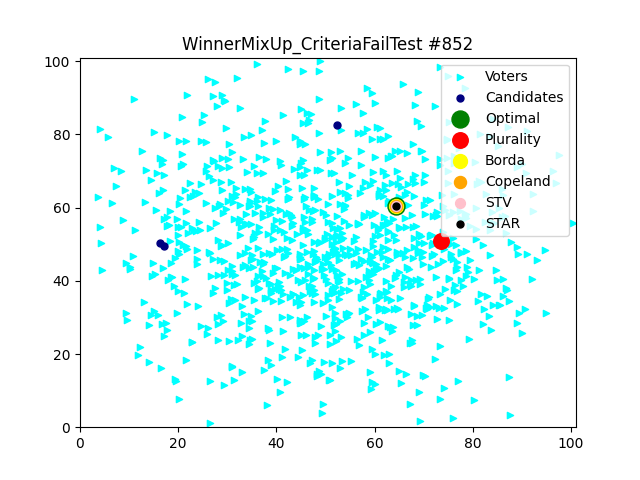 WinnerMixUp_CriteriaFailTest #852
Voters
Candidates
Optimal
Plurality
Borda
Copeland
STV
STAR
100
80
60
40
20
0
0 20 40 60 80 100